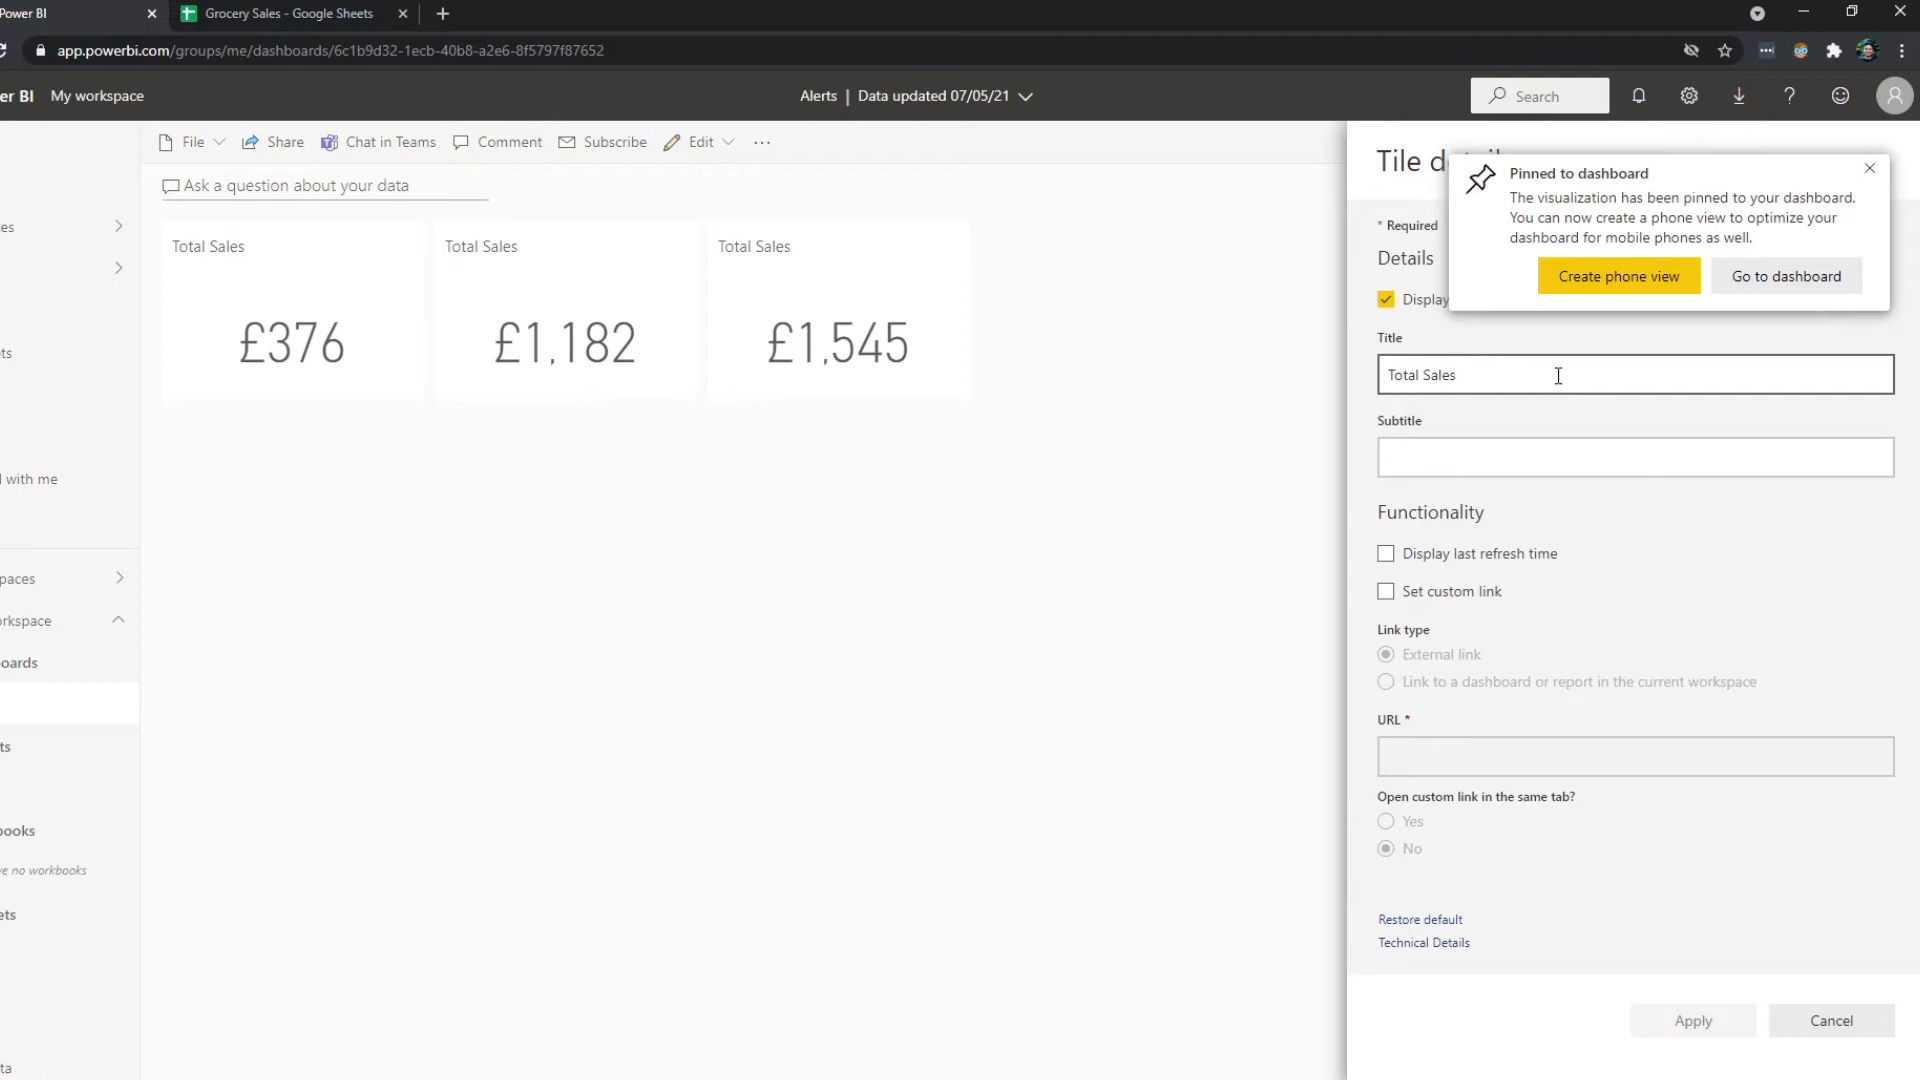 Power BI
Grocery Sales - Google Sheets
app.powerbi.com/groups/me/dashboards/6c1b9d32-1ecb-40b8-a2e6-8f5797f87652
er BI My workspace
Alerts | Data updated 07/05/21
Search
File
Share
Chat in Teams
Comment
Subscribe
Edit
Ask a question about your data
Total Sales
£376
Total Sales
£1,182
Total Sales
£1,545
es
ts
l with me
paces
orkspace
oards
ts
books
ve no workbooks
ets
ta
Tile
Pinned to dashboard
The visualization has been pinned to your dashboard.
You can now create a phone view to optimize your
dashboard for mobile phones as well.
Create phone view
Go to dashboard
* Required
Details
Display
Title
Total Sales
Subtitle
Functionality
Display last refresh time
Set custom link
Link type
External link
Link to a dashboard or report in the current workspace
URL *
Open custom link in the same tab?
Yes
No
Restore default
Technical Details
Apply
Cancel